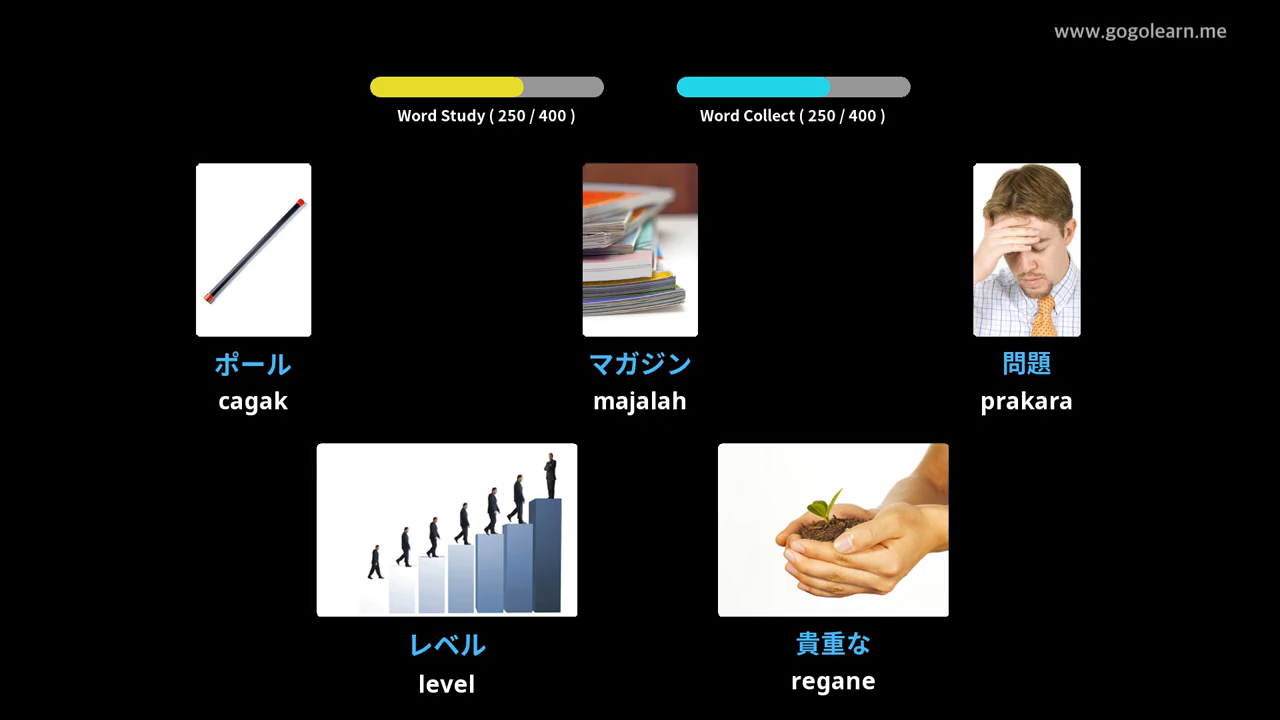 www.gogolearn.me
Word Study ( 250 / 400 )
Word Collect ( 250 / 400 )
ポール
cagak
マガジン
majalah
問題
prakara
レベル
level
貴重な
regane